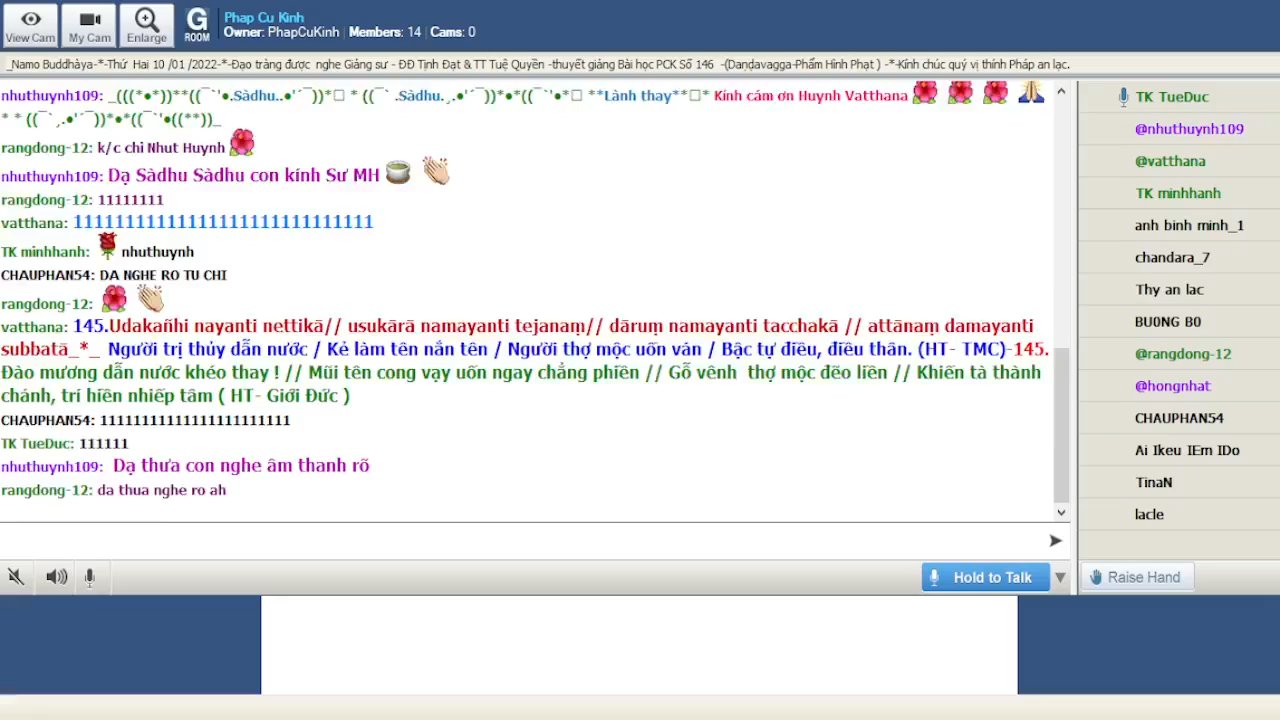 View Cam
My Cam
Enlarge
G
ROOM
Phap Cu Kinh
Owner: PhapCuKinh | Members: 14 | Cams: 0
_Namo Buddhàya-*-Thứ Hai 10 /01 /2022-*-Đạo tràng được nghe Giảng sư - ĐĐ Tịnh Đạt & TT Tuệ Quyền -thuyết giảng Bài học PCK Số 146 -(Daṇḍavagga-Phẩm Hình Phạt ) -*-Kính chúc quý vị thính Pháp an lạc.
nhuthuynh109: _(((*•*))**((¯`'•.Sàdhu..•'´¯))*□ * ((¯` .Sàdhu.¸.•'´¯))*•*((¯`'•*□ **Lành thay**□* Kính cám ơn Huynh Vatthana
* * ((¯`¸.•'´¯))*•*((¯`'•((**))_
rangdong-12: k/c chi Nhut Huynh
nhuthuynh109: Dạ Sàdhu Sàdhu con kính Sư MH
rangdong-12: 11111111
vatthana: 11111111111111111111111111111
TK minhhanh: nhuthuynh
CHAUPHAN54: DA NGHE RO TU CHI
rangdong-12:
vatthana: 145.Udakañhi nayanti nettikā// usukārā namayanti tejanaṃ// dāruṃ namayanti tacchakā // attānaṃ damayanti
subbatā_*_ Người trị thủy dẫn nước / Kẻ làm tên nắn tên / Người thợ mộc uốn ván / Bậc tự điều, điều thân. (HT- TMC)-145.
Đào mương dẫn nước khéo thay ! // Mũi tên cong vạy uốn ngay chẳng phiền // Gỗ vênh thợ mộc đẽo liền // Khiến tà thành
chánh, trí hiền nhiếp tâm ( HT- Giới Đức )
CHAUPHAN54: 11111111111111111111111
TK TueDuc: 111111
nhuthuynh109: Dạ thưa con nghe âm thanh rõ
rangdong-12: da thua nghe ro ah
Hold to Talk
TK TueDuc
@nhuthuynh109
@vatthana
TK minhhanh
anh binh minh_1
chandara_7
Thy an lac
BU0NG B0
@rangdong-12
@hongnhat
CHAUPHAN54
Ai Ikeu IEm IDo
TinaN
lacle
Raise Hand